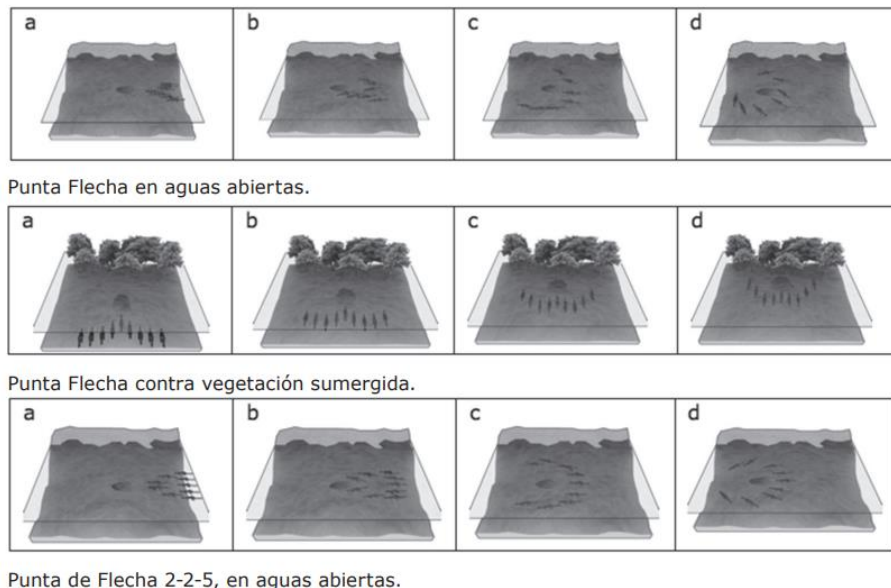 a b c d
Punta Flecha en aguas abiertas.
a b c d
Punta Flecha contra vegetación sumergida.
a b c d
Punta de Flecha 2-2-5, en aguas abiertas.